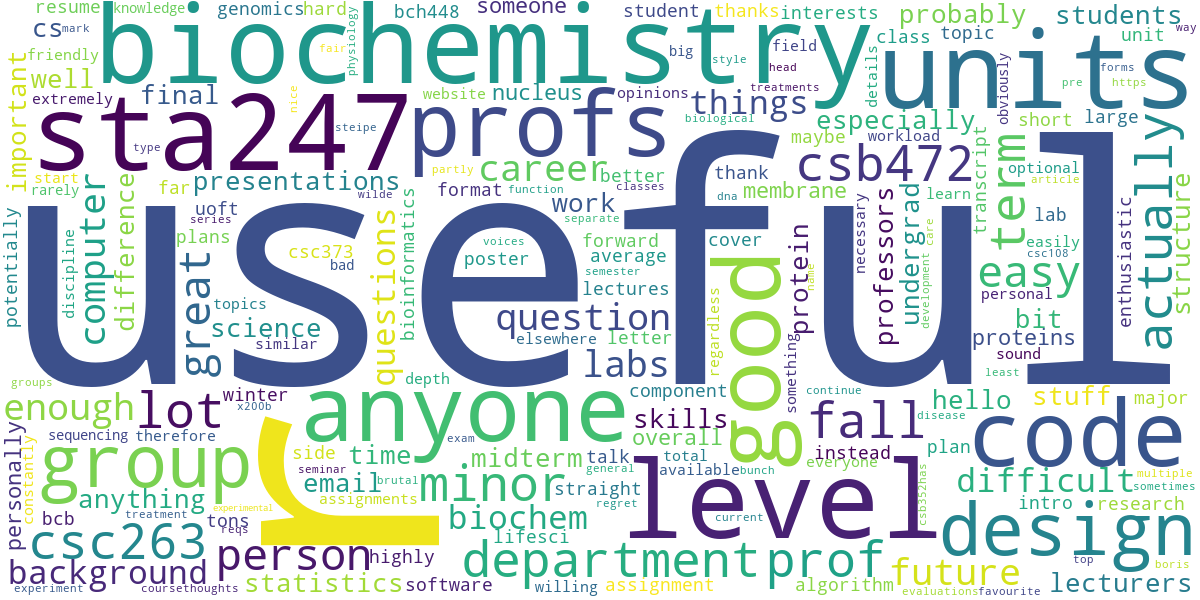 resume knowledge genomics hard bch448 someone student thanks interests probably students
cs mark biochemistry physiology fair big field class topic unit way
friendly style head details units forms
important well extremely final website nucleus opinions things treatments pre https
sta247 nice profs biological especially workload obviously short large
type steipe maybe
start rarely far presentations partly career better thank protein csb472 transcript term optional article actually structure
uoft series wilde format function classes work dna membrane learn
potentially discipline computer difference plans great questions bioinformatics separate necessary professors undergrad lab enthusiastic
csc373 bad voices forward cover development care easily csc108
topics poster average semester lectures name easy personal
science similar question elsewhere letter regardless good something bit proteins sound
useful labs least
groups depth component continue disease
enough lot winter x200b anyone skills fall hello stuff major
personally sequencing therefore r exam overall instead code
group side time midterm talk total available bunch everyone plan
constantly seminar brutal general level difficult multiple sometimes
anything email minor straight assignments regret intro research
bcb treatment experimental tons biochem current csb352has
csc263 reqs lifesci design
person highly department prof top boris
background statistics software algorithm future lecturers
experiment coursethoughts willing assignment evaluations favourite